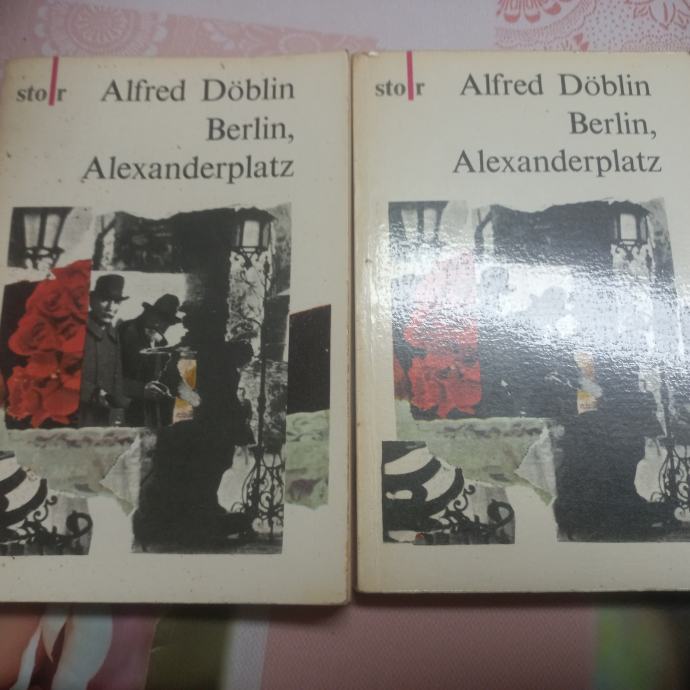 sto r
Alfred Döblin
Berlin,
Alexanderplatz
sto r
Alfred Döblin
Berlin,
Alexanderplatz